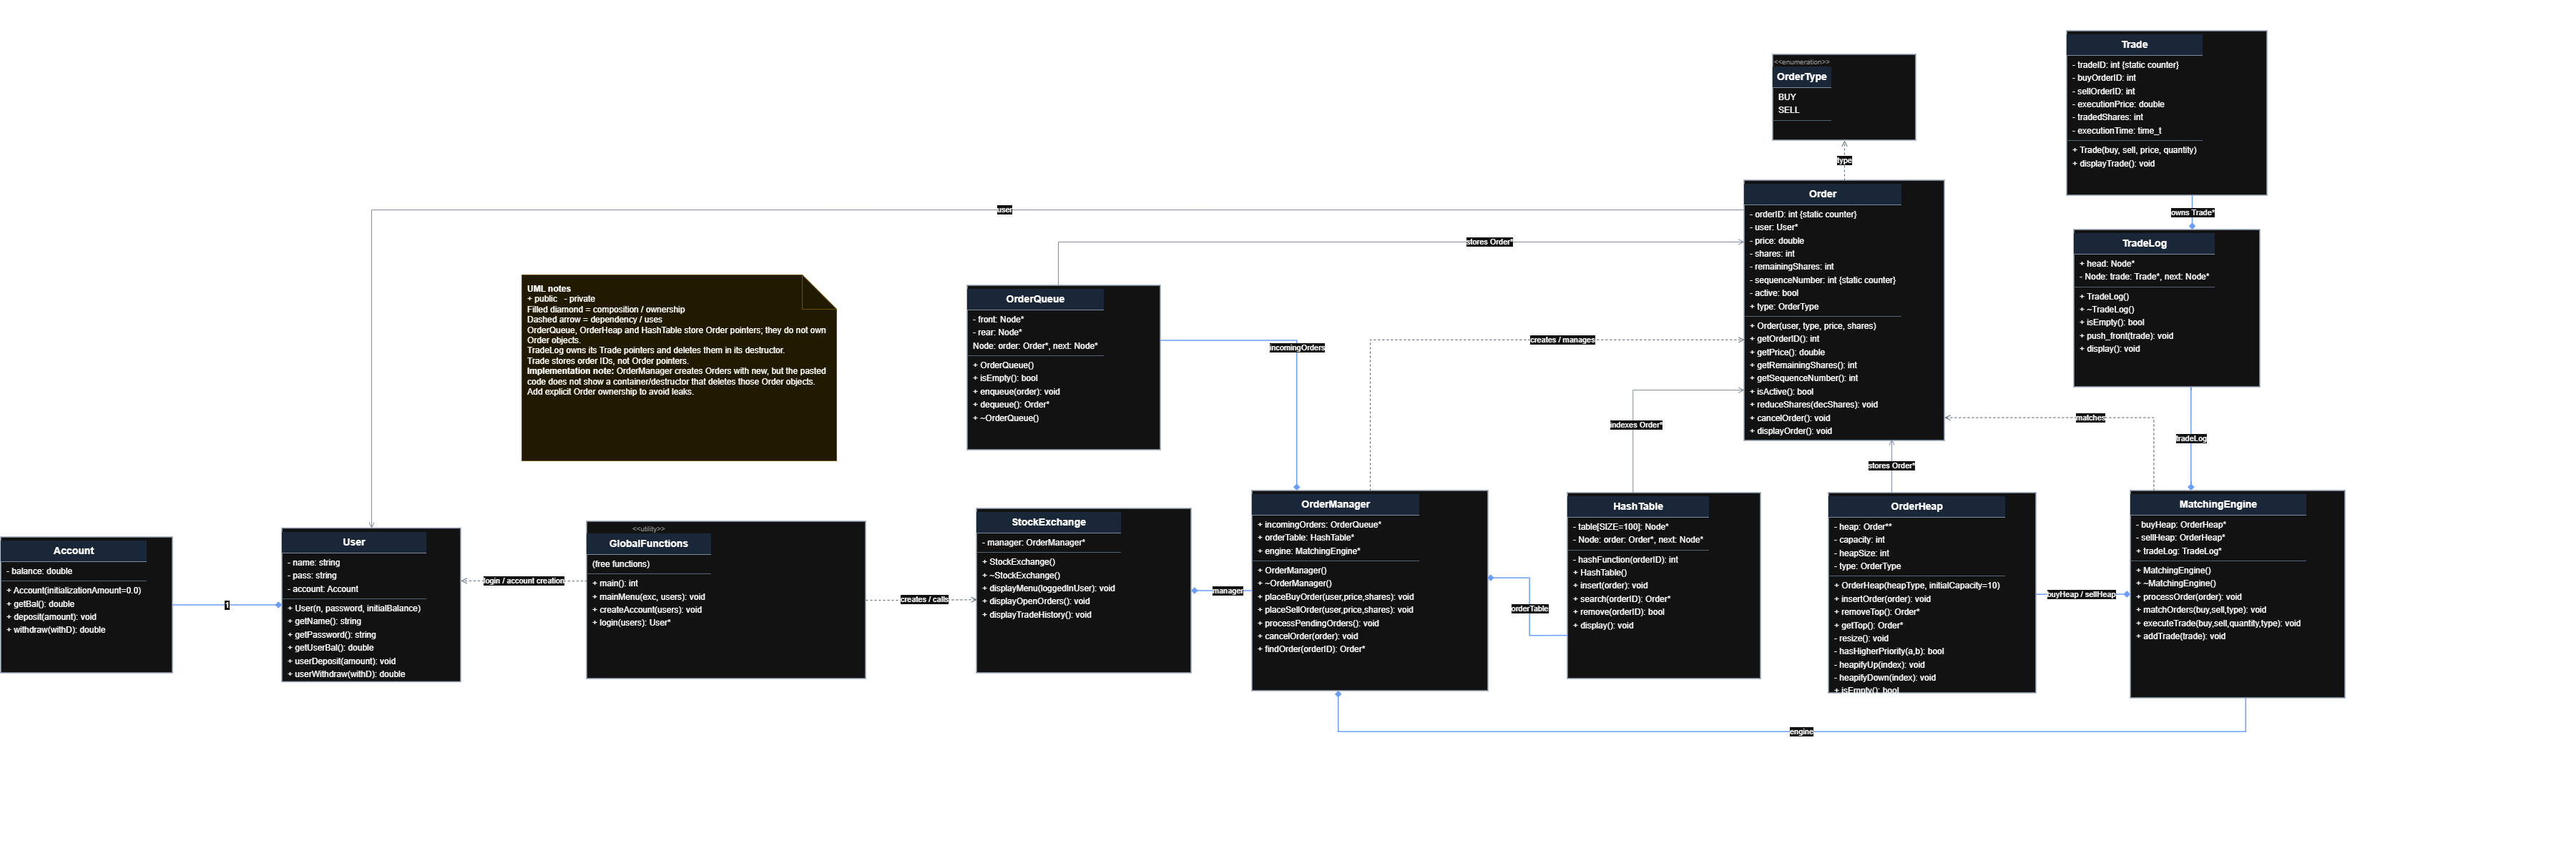 Trade
- tradeID: int {static counter}
- buyOrderID: int
- sellOrderID: int
- executionPrice: double
- tradedShares: int
- executionTime: time_t
+ Trade(buy, sell, price, quantity)
+ displayTrade(): void
<<enumeration>>
OrderType
BUY
SELL
type
owns Trade*
Order
- orderID: int {static counter}
- user: User*
- price: double
- shares: int
- remainingShares: int
- sequenceNumber: int {static counter}
- active: bool
+ type: OrderType
+ Order(user, type, price, shares)
+ getOrderID(): int
+ getPrice(): double
+ getRemainingShares(): int
+ getSequenceNumber(): int
+ isActive(): bool
+ reduceShares(decShares): void
+ cancelOrder(): void
+ displayOrder(): void
user
stores Order*
TradeLog
+ head: Node*
- Node: trade: Trade*, next: Node*
+ TradeLog()
+ ~TradeLog()
+ isEmpty(): bool
+ push_front(trade): void
+ display(): void
UML notes
+ public   - private
Filled diamond = composition / ownership
Dashed arrow = dependency / uses
OrderQueue, OrderHeap and HashTable store Order pointers; they do not own
Order objects.
TradeLog owns its Trade pointers and deletes them in its destructor.
Trade stores order IDs, not Order pointers.
Implementation note: OrderManager creates Orders with new, but the pasted
code does not show a container/destructor that deletes those Order objects.
Add explicit Order ownership to avoid leaks.
OrderQueue
- front: Node*
- rear: Node*
Node: order: Order*, next: Node*
+ OrderQueue()
+ isEmpty(): bool
+ enqueue(order): void
+ dequeue(): Order*
+ ~OrderQueue()
incomingOrders
creates / manages
indexes Order*
stores Order*
matches
tradeLog
Account
- balance: double
+ Account(initializationAmount=0.0)
+ getBal(): double
+ deposit(amount): void
+ withdraw(withD): double
1
User
- name: string
- pass: string
- account: Account
+ User(n, password, initialBalance)
+ getName(): string
+ getPassword(): string
+ getUserBal(): double
+ userDeposit(amount): void
+ userWithdraw(withD): double
login / account creation
<<utility>>
GlobalFunctions
(free functions)
+ main(): int
+ mainMenu(exc, users): void
+ createAccount(users): void
+ login(users): User*
creates / calls
StockExchange
- manager: OrderManager*
+ StockExchange()
+ ~StockExchange()
+ displayMenu(loggedInUser): void
+ displayOpenOrders(): void
+ displayTradeHistory(): void
manager
OrderManager
+ incomingOrders: OrderQueue*
+ orderTable: HashTable*
+ engine: MatchingEngine*
+ OrderManager()
+ ~OrderManager()
+ placeBuyOrder(user,price,shares): void
+ placeSellOrder(user,price,shares): void
+ processPendingOrders(): void
+ cancelOrder(order): void
+ findOrder(orderID): Order*
orderTable
HashTable
- table[SIZE=100]: Node*
- Node: order: Order*, next: Node*
- hashFunction(orderID): int
+ HashTable()
+ insert(order): void
+ search(orderID): Order*
+ remove(orderID): bool
+ display(): void
OrderHeap
- heap: Order**
- capacity: int
- heapSize: int
- type: OrderType
+ OrderHeap(heapType, initialCapacity=10)
+ insertOrder(order): void
+ removeTop(): Order*
+ getTop(): Order*
- resize(): void
- hasHigherPriority(a,b): bool
- heapifyUp(index): void
- heapifyDown(index): void
+ isEmpty(): bool
buyHeap / sellHeap
MatchingEngine
- buyHeap: OrderHeap*
- sellHeap: OrderHeap*
+ tradeLog: TradeLog*
+ MatchingEngine()
+ ~MatchingEngine()
+ processOrder(order): void
+ matchOrders(buy,sell,type): void
+ executeTrade(buy,sell,quantity,type): void
+ addTrade(trade): void
engine